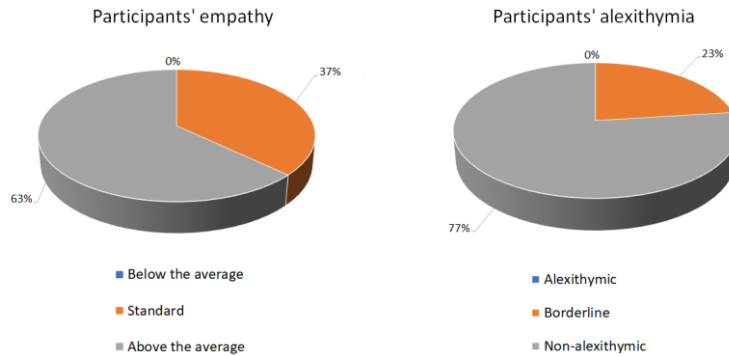 Participants' empathy
0%
37%
63%
Below the average
Standard
Above the average
Participants' alexithymia
0%
23%
77%
Alexithymic
Borderline
Non-alexithymic